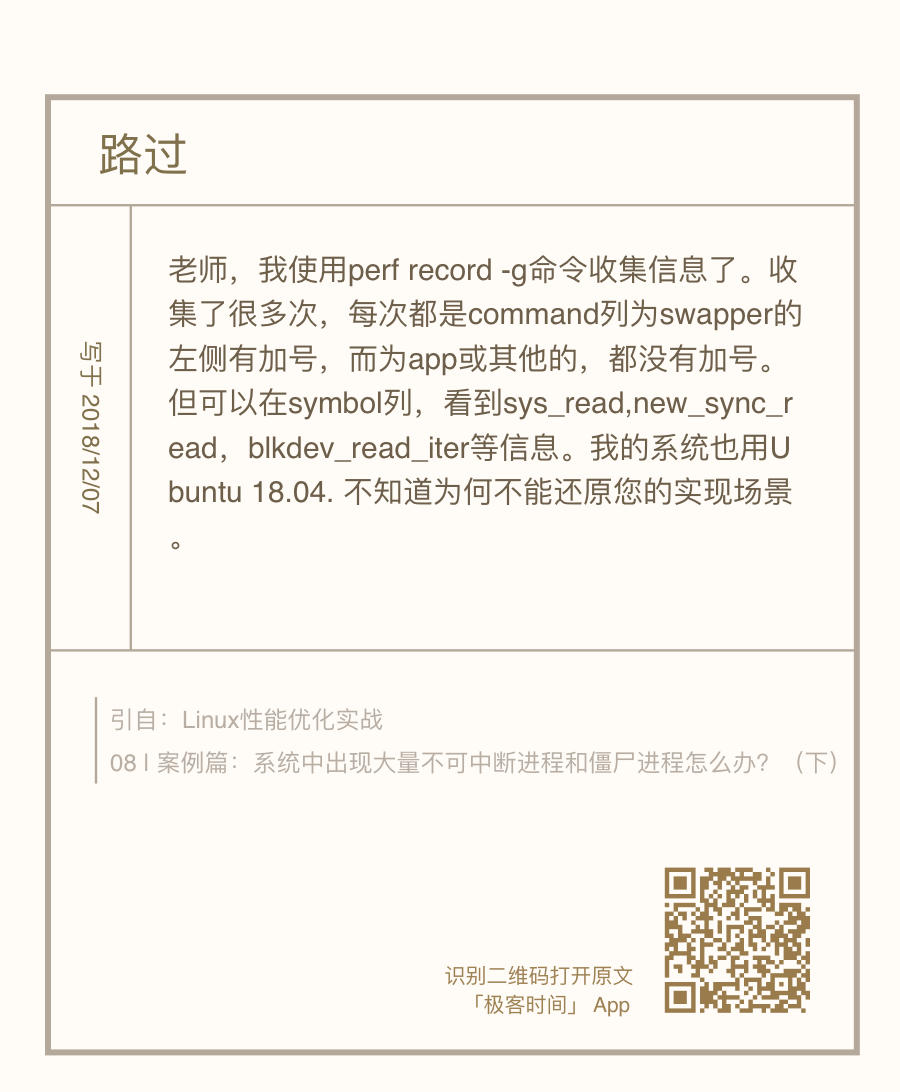 路过
写于 2018/12/07
老师，我使用perf record -g命令收集信息了。收
集了很多次，每次都是command列为swapper的
左侧有加号，而为app或其他的，都没有加号。
但可以在symbol列，看到sys_read,new_sync_r
ead，blkdev_read_iter等信息。我的系统也用U
buntu 18.04. 不知道为何不能还原您的实现场景
。
引自：Linux性能优化实战
08 | 案例篇：系统中出现大量不可中断进程和僵尸进程怎么办？（下）
识别二维码打开原文
「极客时间」 App